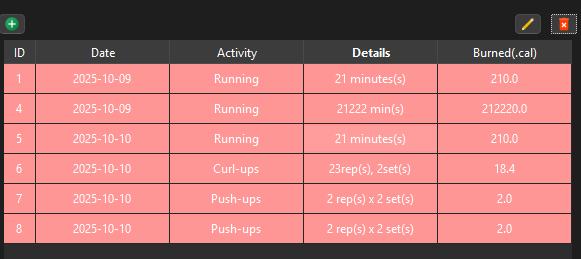 ID Date Activity Details Burned(.cal)
1 2025-10-09 Running 21 minutes(s) 210.0
4 2025-10-09 Running 21222 min(s) 212220.0
5 2025-10-10 Running 21 minutes(s) 210.0
6 2025-10-10 Curl-ups 23rep(s), 2set(s) 18.4
7 2025-10-10 Push-ups 2 rep(s) x 2 set(s) 2.0
8 2025-10-10 Push-ups 2 rep(s) x 2 set(s) 2.0